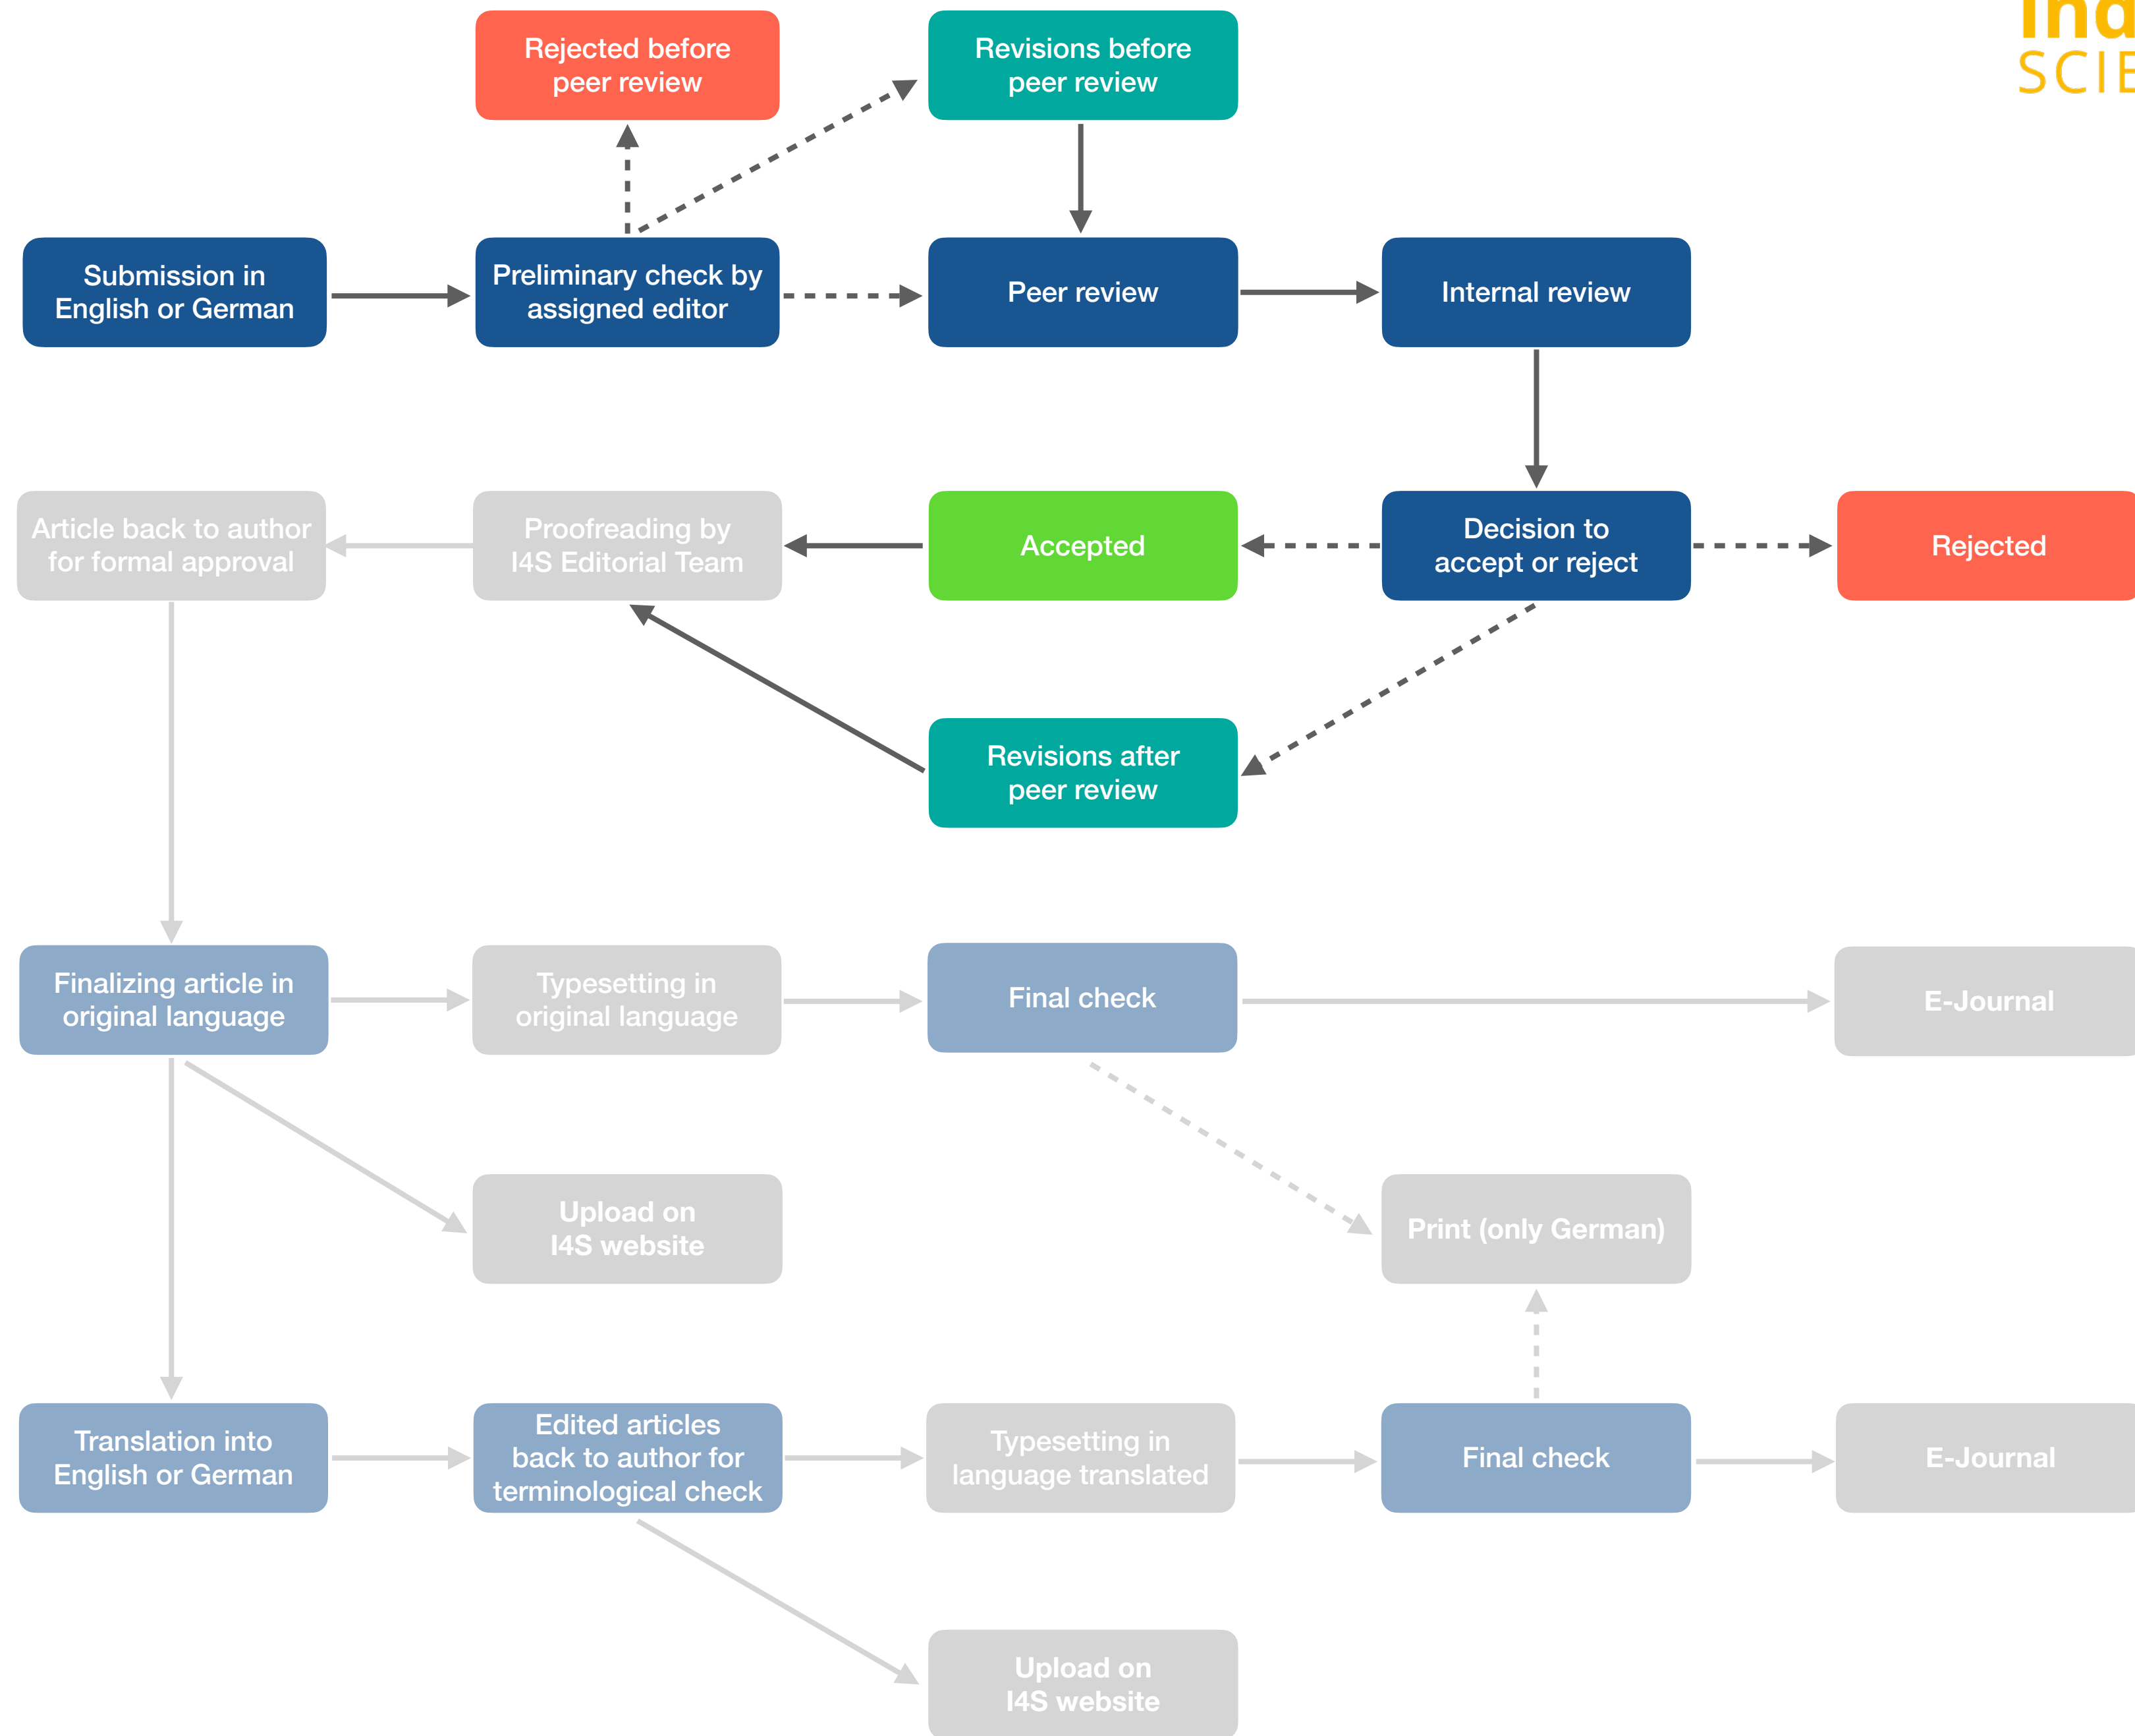 Rejected before
peer review
Revisions before
peer review
Submission in
English or German
Preliminary check by
assigned editor
Peer review
Internal review
Article back to author
for formal approval
Proofreading by
I4S Editorial Team
Accepted
Decision to
accept or reject
Rejected
Revisions after
peer review
Finalizing article in
original language
Typesetting in
original language
Final check
E-Journal
Upload on
I4S website
Print (only German)
Translation into
English or German
Edited articles
back to author for
terminological check
Typesetting in
language translated
Final check
E-Journal
Upload on
I4S website